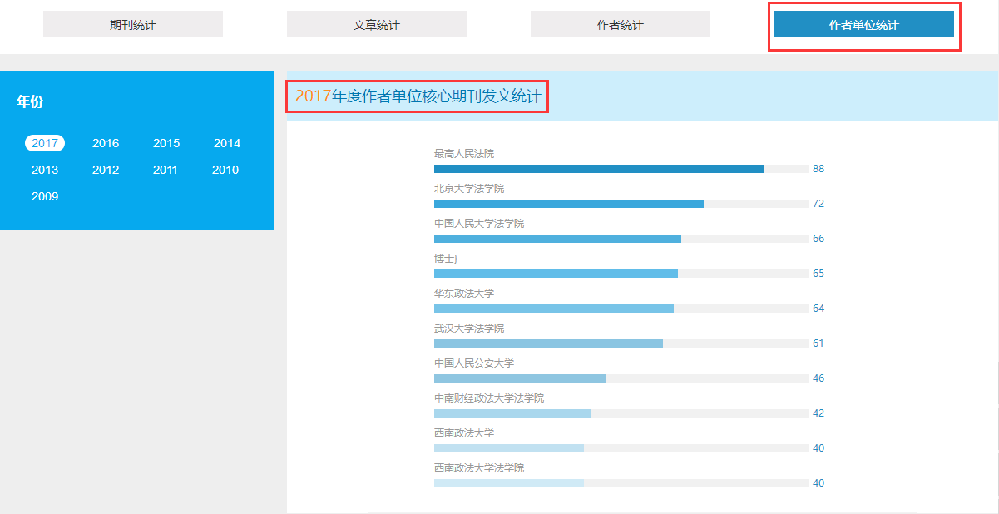 期刊统计
文章统计
作者统计
作者单位统计
年份
2017 2016 2015 2014
2013 2012 2011 2010
2009
2017年度作者单位核心期刊发文统计
最高人民法院
88
北京大学法学院
72
中国人民大学法学院
66
博士}
65
华东政法大学
64
武汉大学法学院
61
中国人民公安大学
46
中南财经政法大学法学院
42
西南政法大学
40
西南政法大学法学院
40